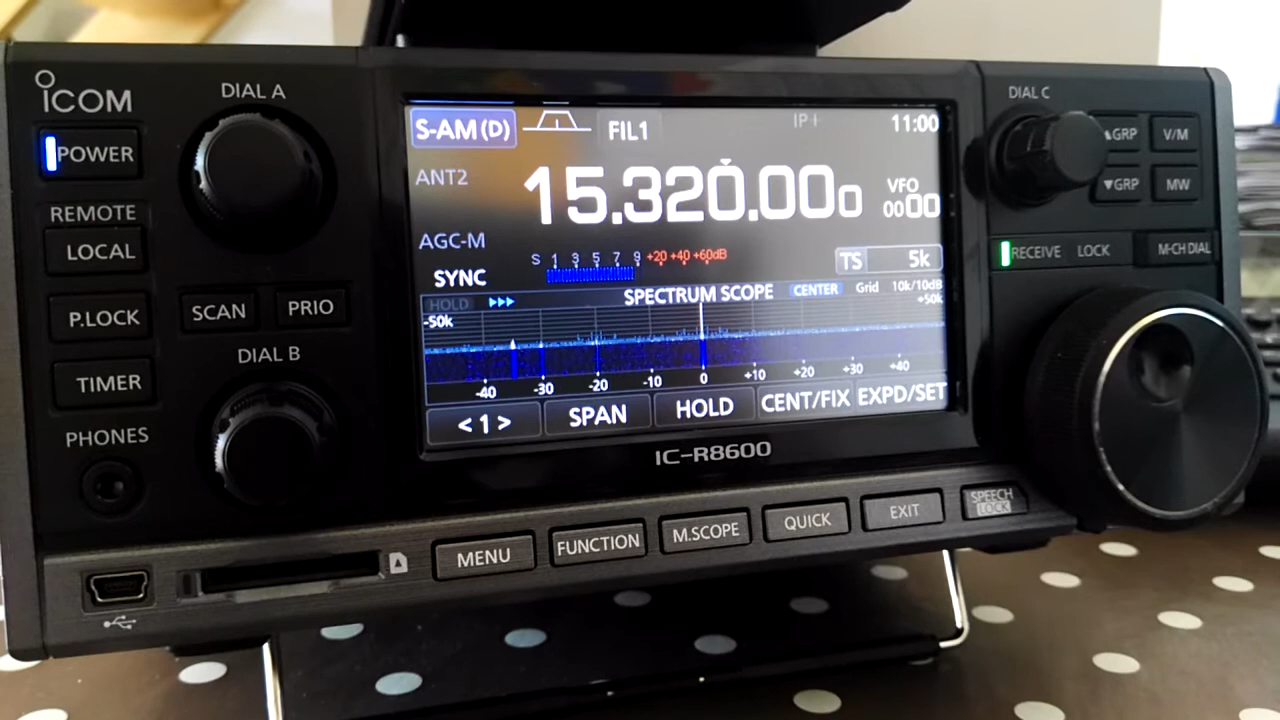 ICOM
DIAL A
POWER
REMOTE
LOCAL
P.LOCK
SCAN
PRIO
TIMER
DIAL B
PHONES
S-AM(D)
FIL1
IP+
11:00
ANT2
15.320.000
VFO
0000
AGC-M
S 1 3 5 7 9 +20 +40 +60dB
SYNC
TS 5k
HOLD
SPECTRUM SCOPE
CENTER
Grid 10k/10dB
-50k
+50k
-40 -30 -20 -10 0 +10 +20 +30 +40
< 1 > SPAN HOLD CENT/FIX EXPD/SET
IC-R8600
DIAL C
▲GRP
V/M
▼GRP
MW
RECEIVE LOCK
M-CH DIAL
MENU
FUNCTION
M.SCOPE
QUICK
EXIT
SPEECH
LOCK